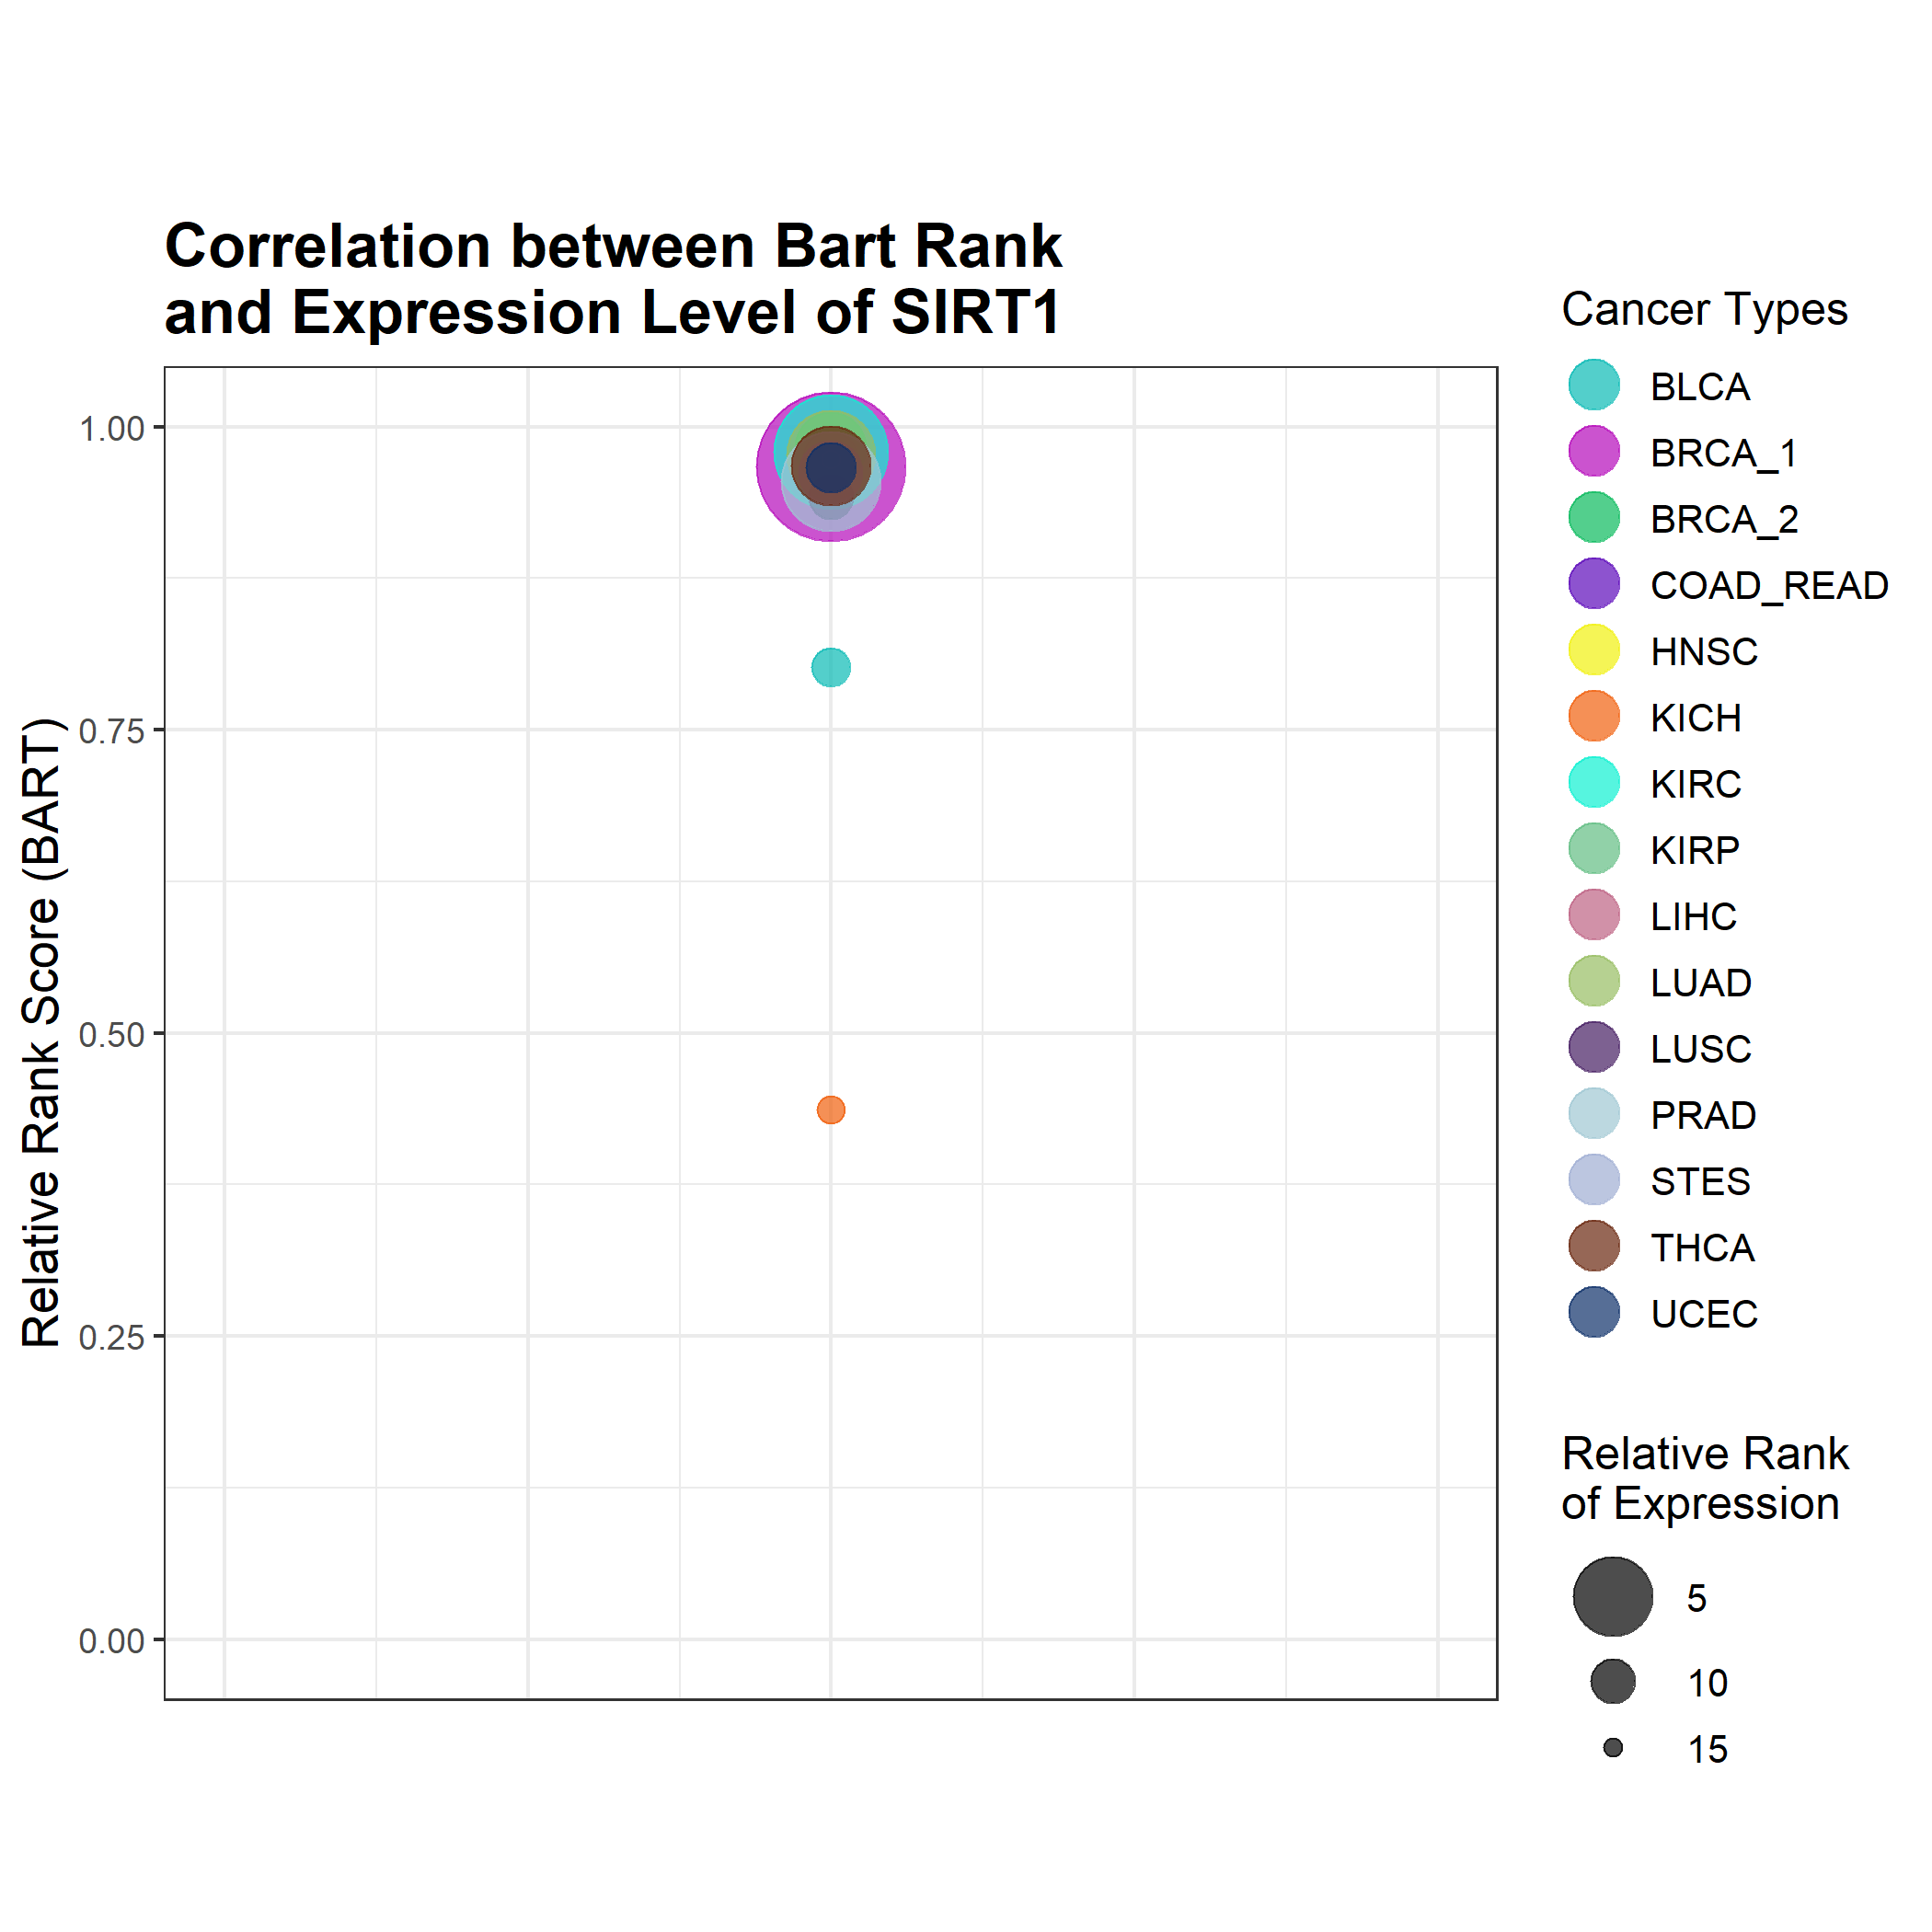 Correlation between Bart Rank
and Expression Level of SIRT1
Relative Rank Score (BART)
1.00
0.75
0.50
0.25
0.00
Cancer Types
BLCA
BRCA_1
BRCA_2
COAD_READ
HNSC
KICH
KIRC
KIRP
LIHC
LUAD
LUSC
PRAD
STES
THCA
UCEC
Relative Rank
of Expression
5
10
15